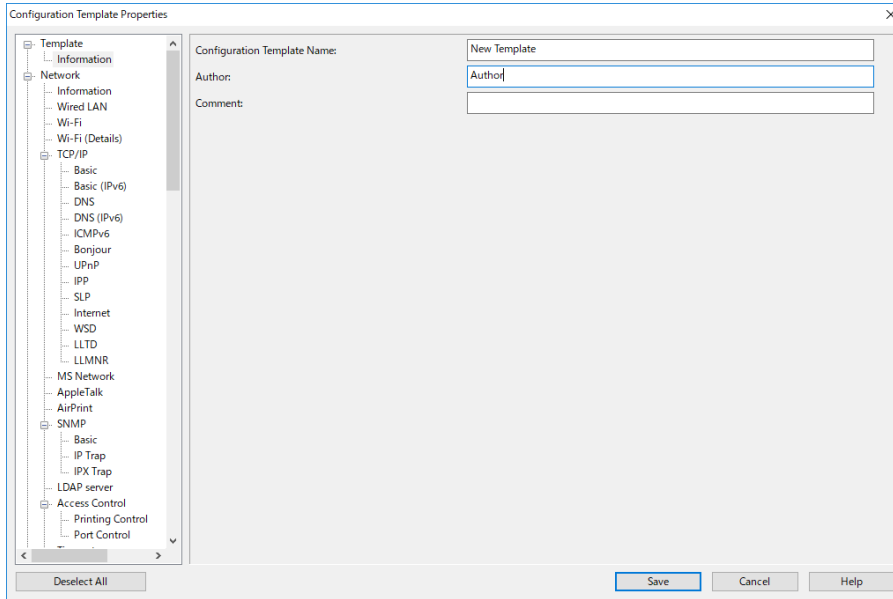 Configuration Template Properties
Template
Information
Network
Information
Wired LAN
Wi-Fi
Wi-Fi (Details)
TCP/IP
Basic
Basic (IPv6)
DNS
DNS (IPv6)
ICMPv6
Bonjour
UPnP
IPP
SLP
Internet
WSD
LLTD
LLMNR
MS Network
AppleTalk
AirPrint
SNMP
Basic
IP Trap
IPX Trap
LDAP server
Access Control
Printing Control
Port Control
Configuration Template Name: New Template
Author: Author
Comment:
Deselect All Save Cancel Help